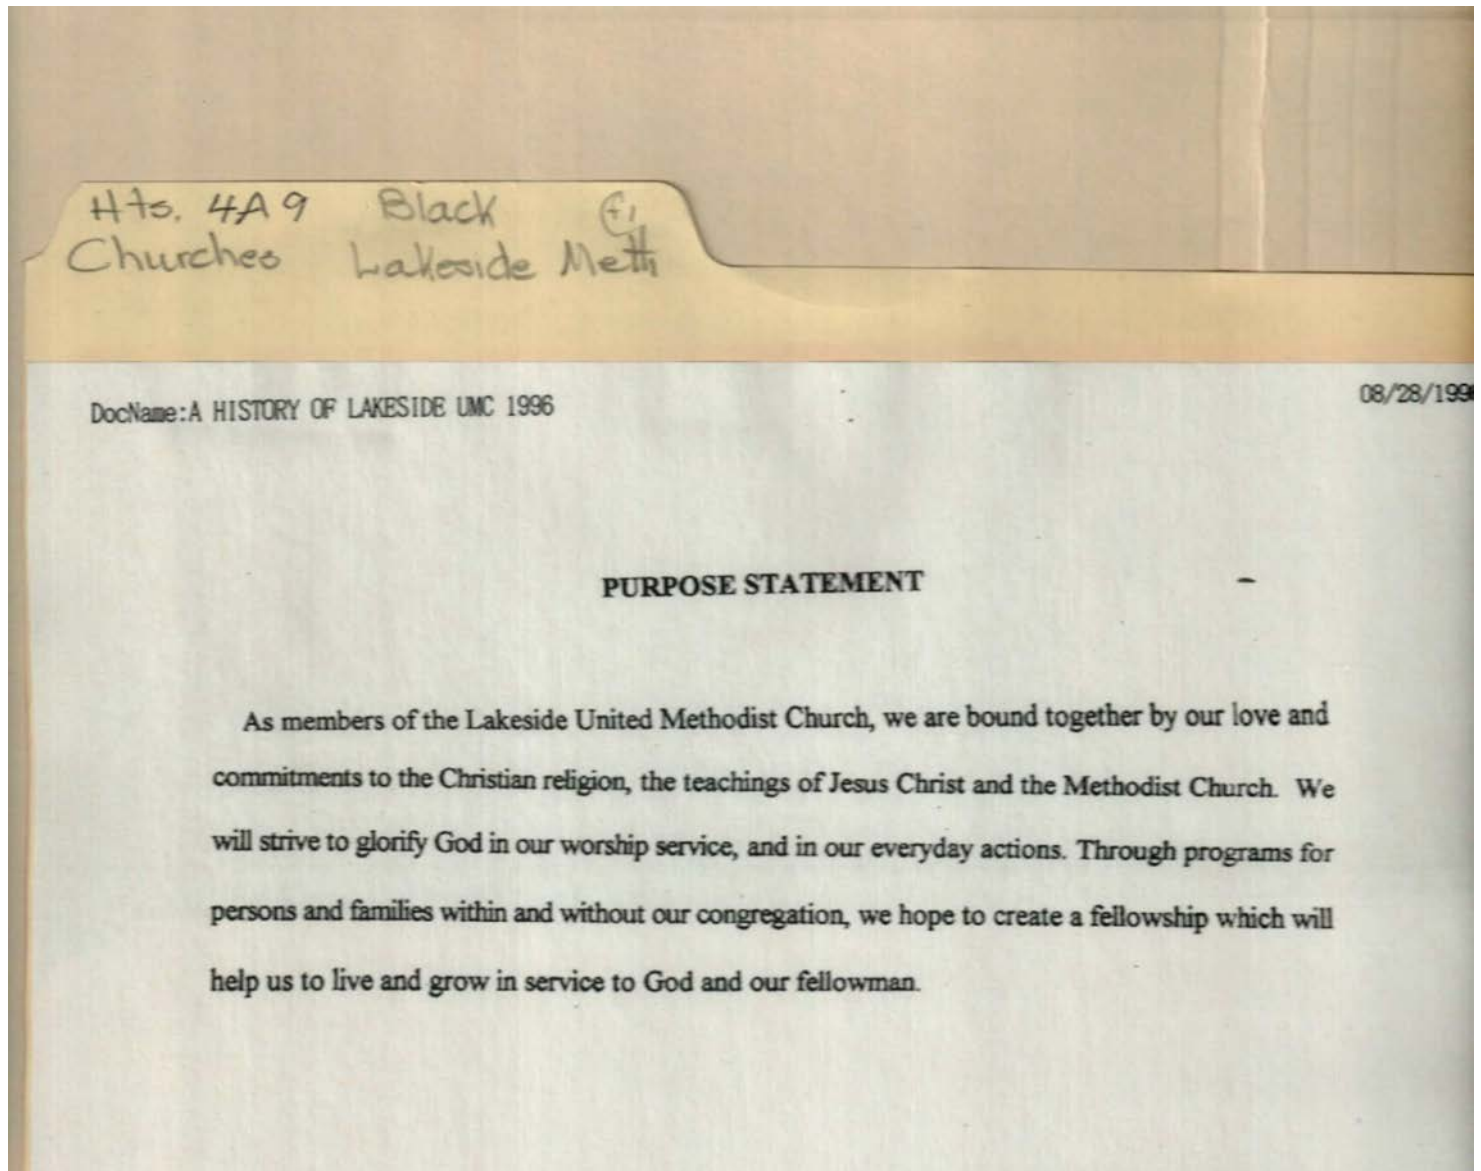 Hts. 4A9 Black
Churches Lakeside Meth
DocName:A HISTORY OF LAKESIDE UMC 1996
08/28/199
PURPOSE STATEMENT
As members of the Lakeside United Methodist Church, we are bound together by our love and
commitments to the Christian religion, the teachings of Jesus Christ and the Methodist Church. We
will strive to glorify God in our worship service, and in our everyday actions. Through programs for
persons and families within and without our congregation, we hope to create a fellowship which will
help us to live and grow in service to God and our fellowman.